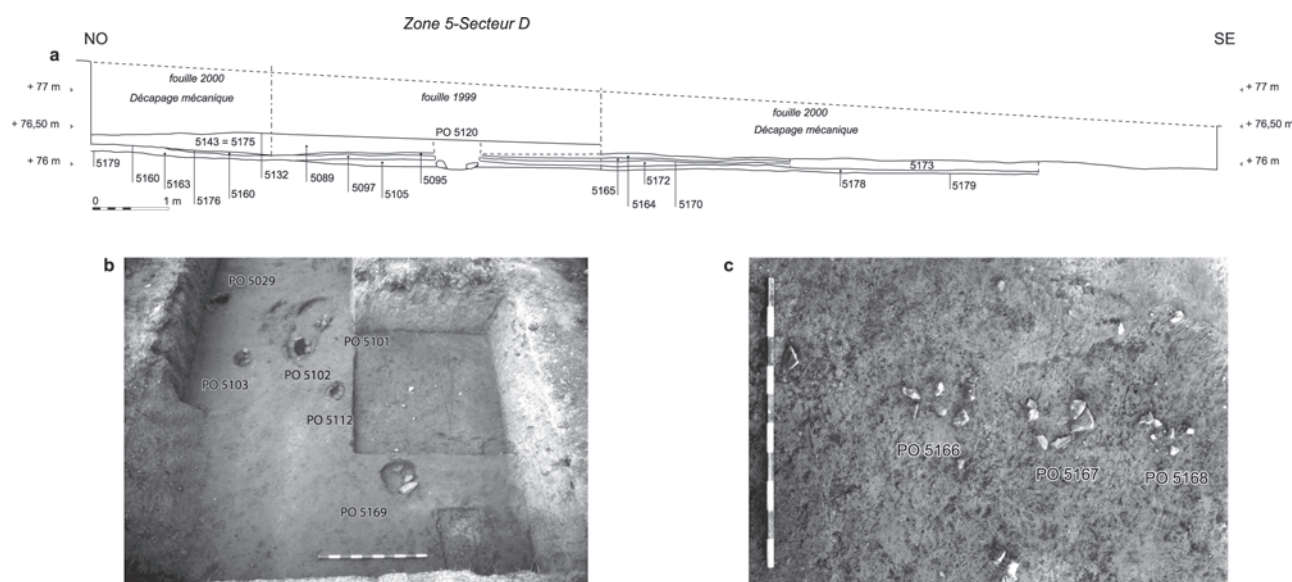 Zone 5-Secteur D
NO
SE
a
fouille 2000
Décapage mécanique
fouille 1999
fouille 2000
Décapage mécanique
+ 77 m
+ 76,50 m
+ 76 m
+ 77 m
+ 76,50 m
+ 76 m
PO 5120
5143 = 5175
5173
5179
5160
5163
5176
5160
5132
5089
5097
5105
5095
5165
5164
5172
5170
5178
5179
0 1 m
b
PO 5029
PO 5101
PO 5103
PO 5102
PO 5112
PO 5169
c
PO 5166
PO 5167
PO 5168